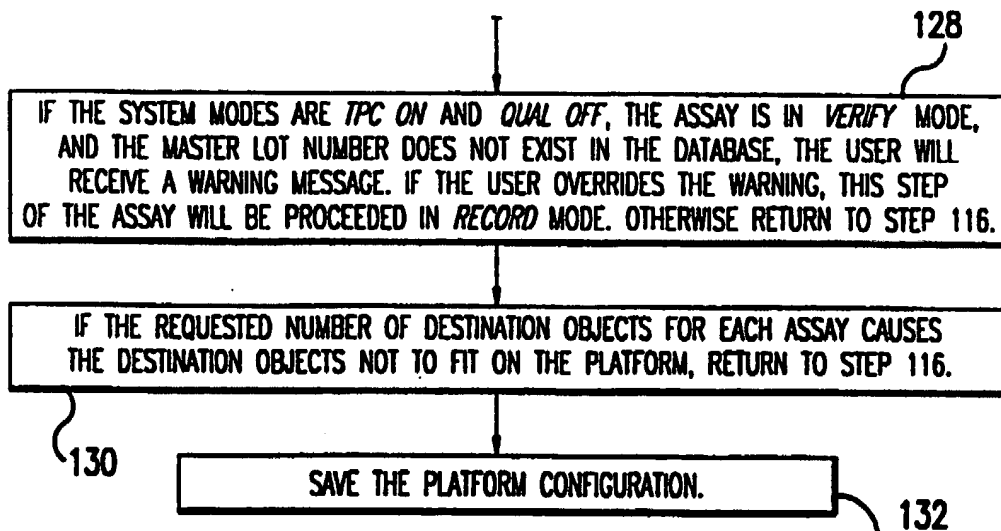 128
IF THE SYSTEM MODES ARE TPC ON AND QUAL OFF, THE ASSAY IS IN VERIFY MODE,
AND THE MASTER LOT NUMBER DOES NOT EXIST IN THE DATABASE, THE USER WILL
RECEIVE A WARNING MESSAGE. IF THE USER OVERRIDES THE WARNING, THIS STEP
OF THE ASSAY WILL BE PROCEEDED IN RECORD MODE. OTHERWISE RETURN TO STEP 116.
IF THE REQUESTED NUMBER OF DESTINATION OBJECTS FOR EACH ASSAY CAUSES
THE DESTINATION OBJECTS NOT TO FIT ON THE PLATFORM, RETURN TO STEP 116.
130
SAVE THE PLATFORM CONFIGURATION.
132